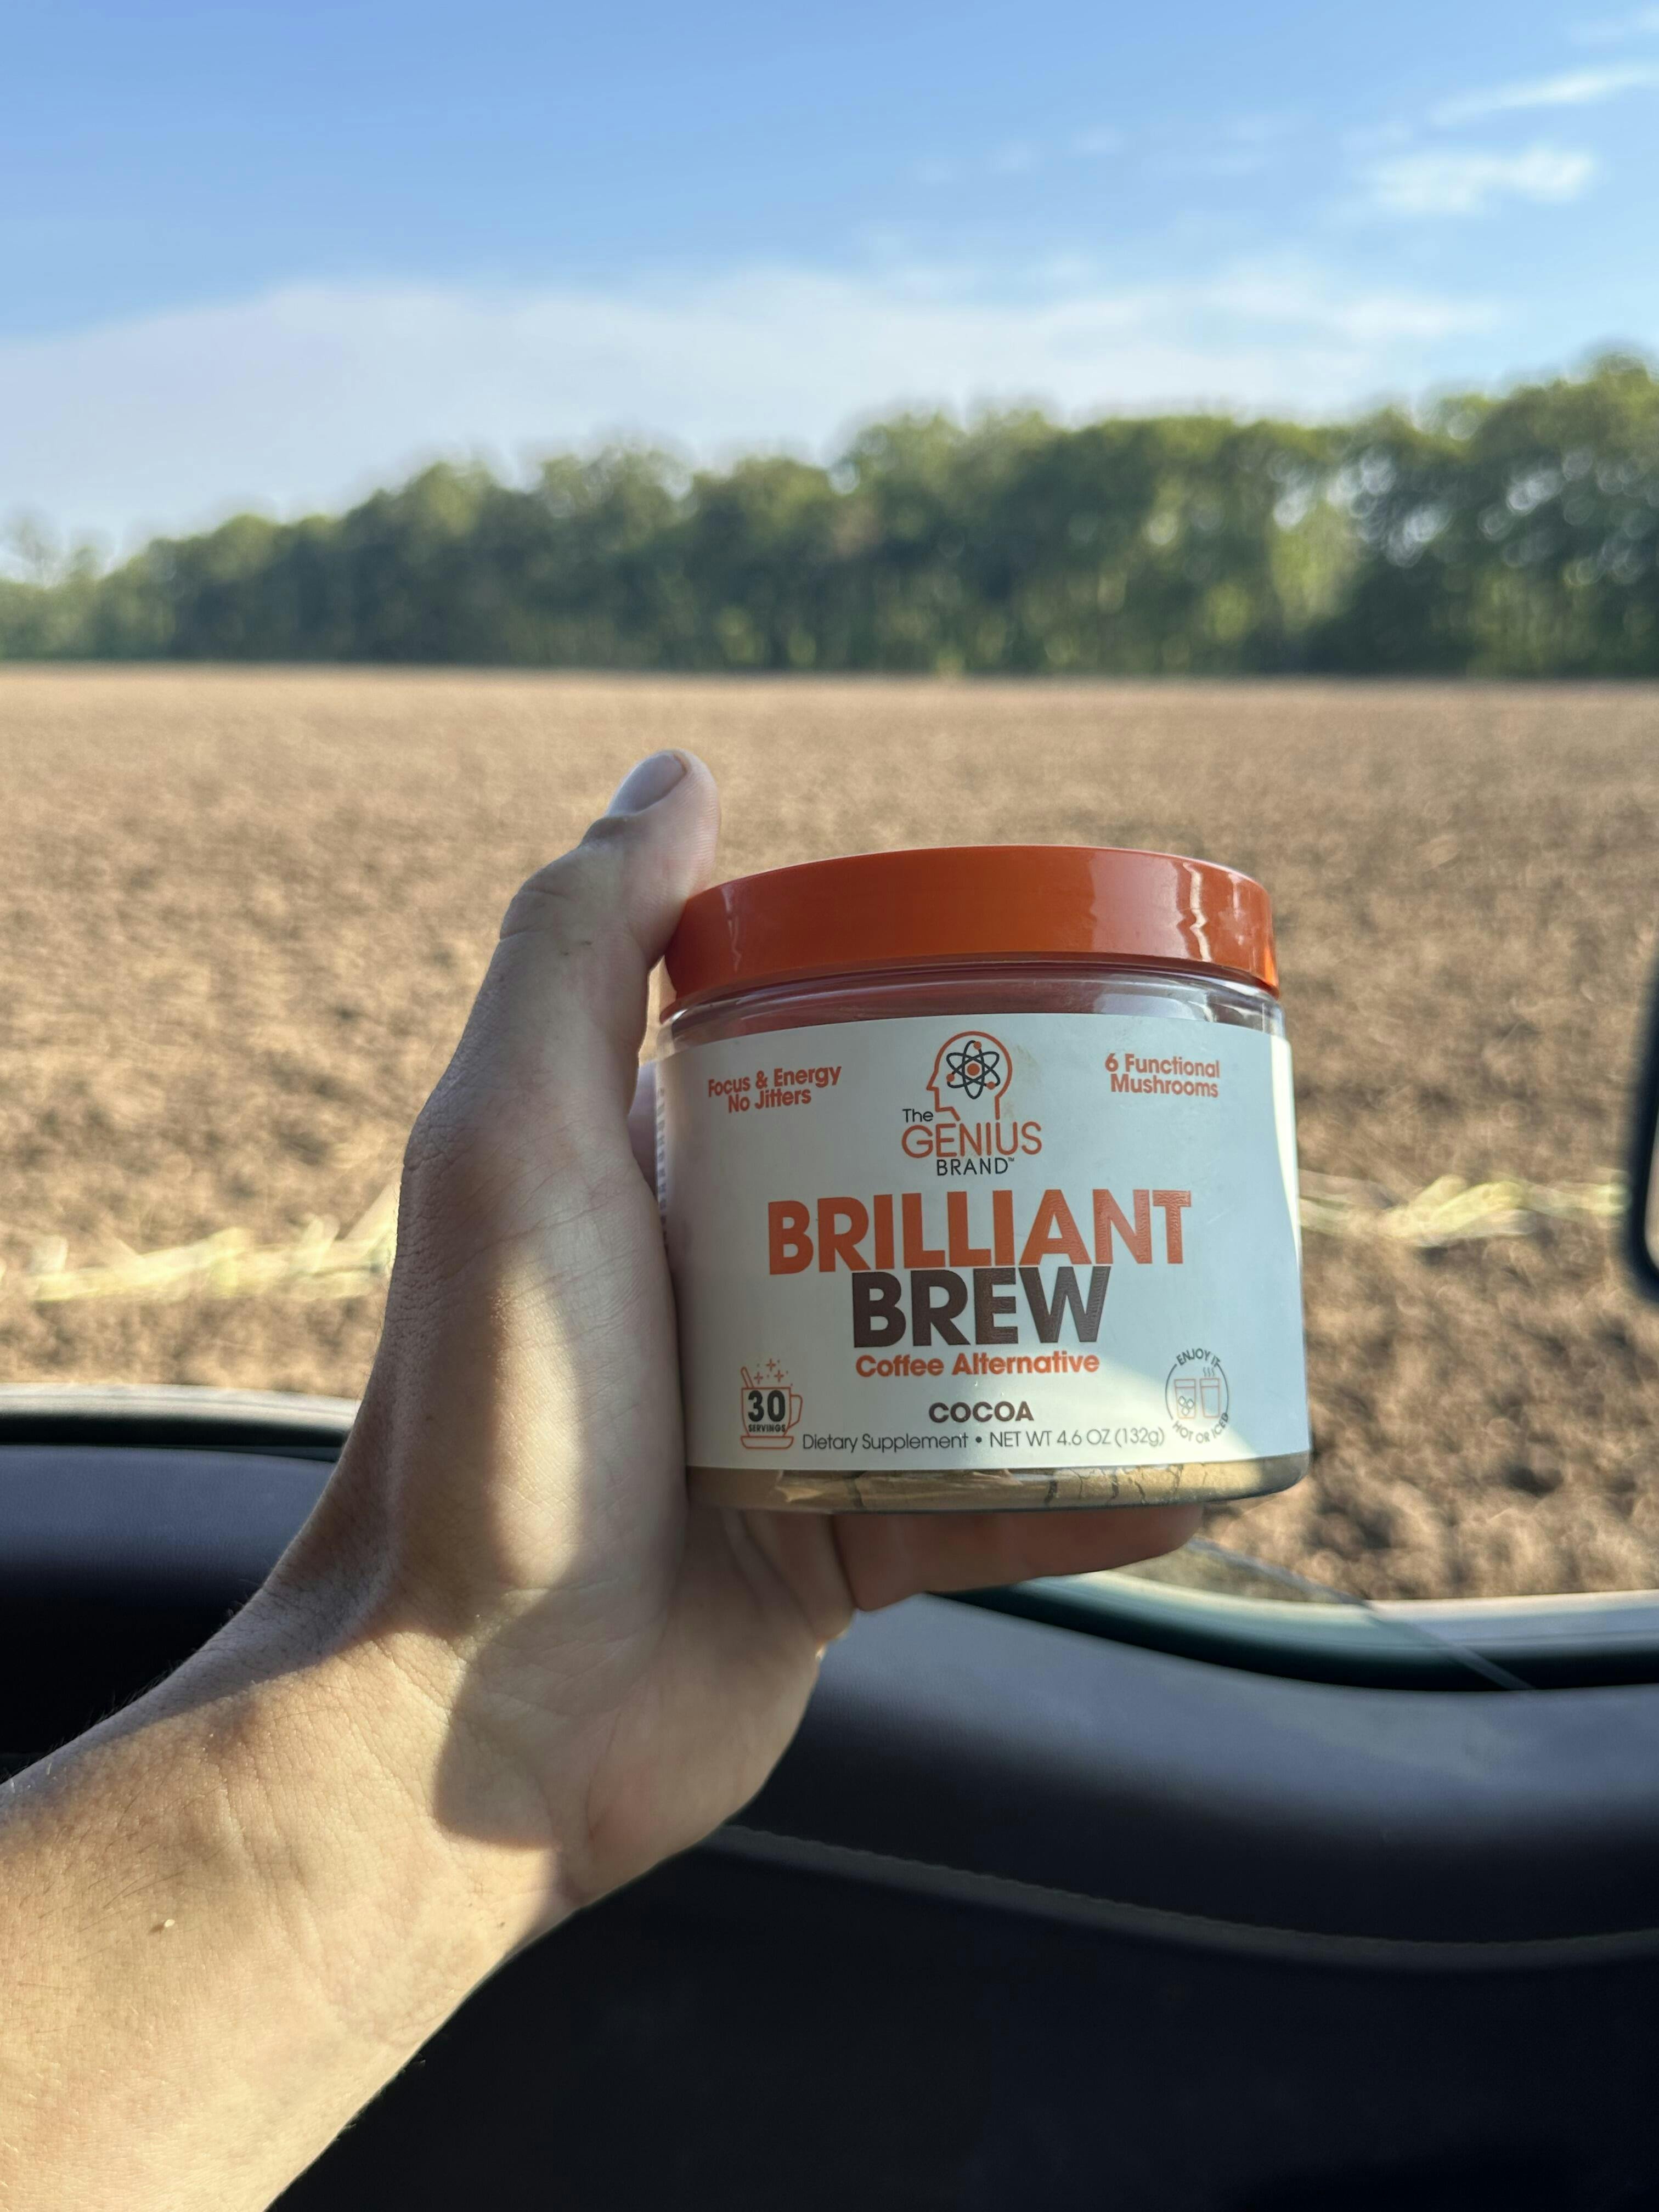 Focus & Energy
No Jitters
The
GENIUS
BRAND™
6 Functional
Mushrooms
BRILLIANT
BREW
Coffee Alternative
COCOA
30
SERVINGS
Dietary Supplement • NET WT 4.6 OZ (132g)
ENJOY IT
HOT OR ICED